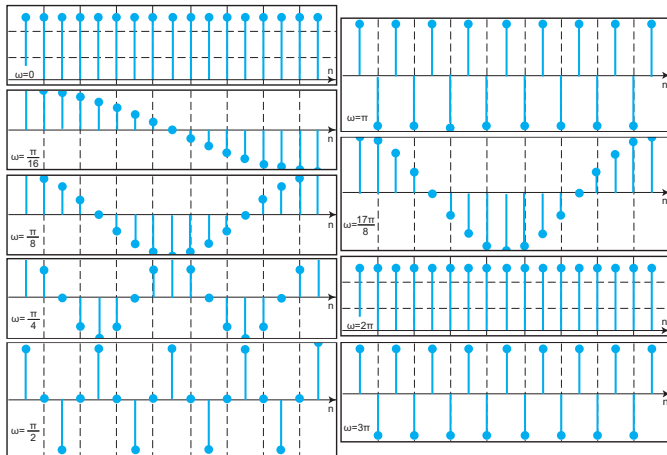 n
ω=0
n
ω= π/16
n
ω= π/8
n
ω= π/4
n
ω= π/2
n
ω=π
n
ω=17π/8
n
ω=2π
n
ω=3π